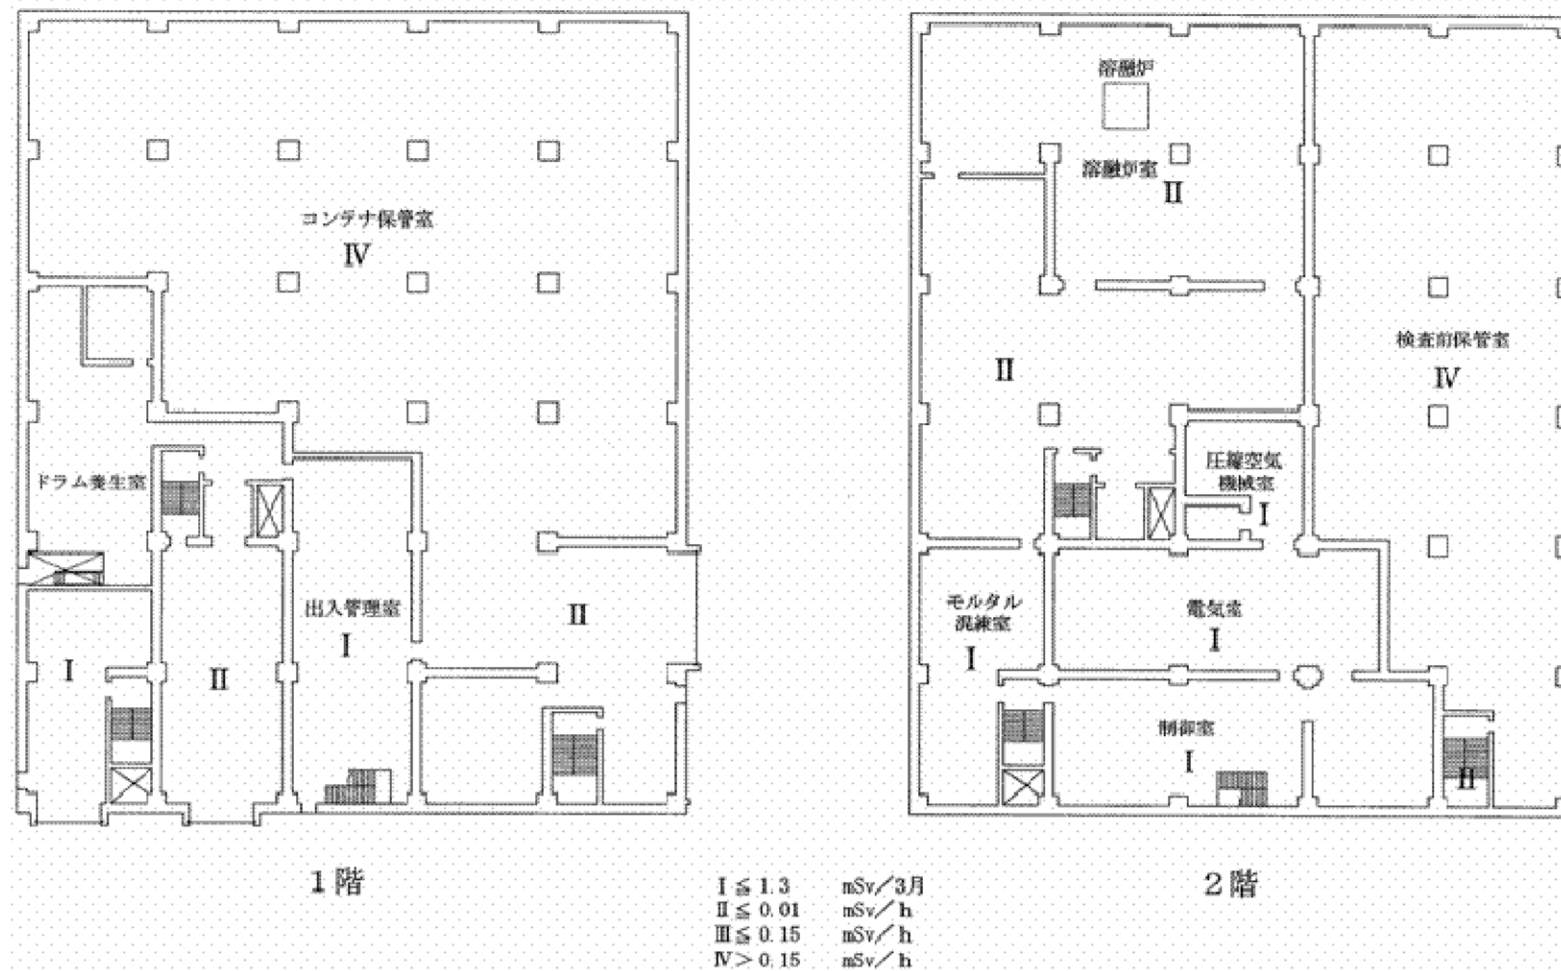 コンテナ保管室
Ⅳ
ドラム養生室
出入管理室
Ⅰ
Ⅱ
Ⅰ
Ⅱ
1階
溶融炉
溶融炉室
Ⅱ
検査前保管室
Ⅳ
Ⅱ
圧縮空気
機械室
Ⅰ
モルタル
混練室
Ⅰ
電気室
Ⅰ
制御室
Ⅰ
Ⅱ
2階
Ⅰ≦1.3 mSv/3月
Ⅱ≦0.01 mSv/h
Ⅲ≦0.15 mSv/h
Ⅳ>0.15 mSv/h